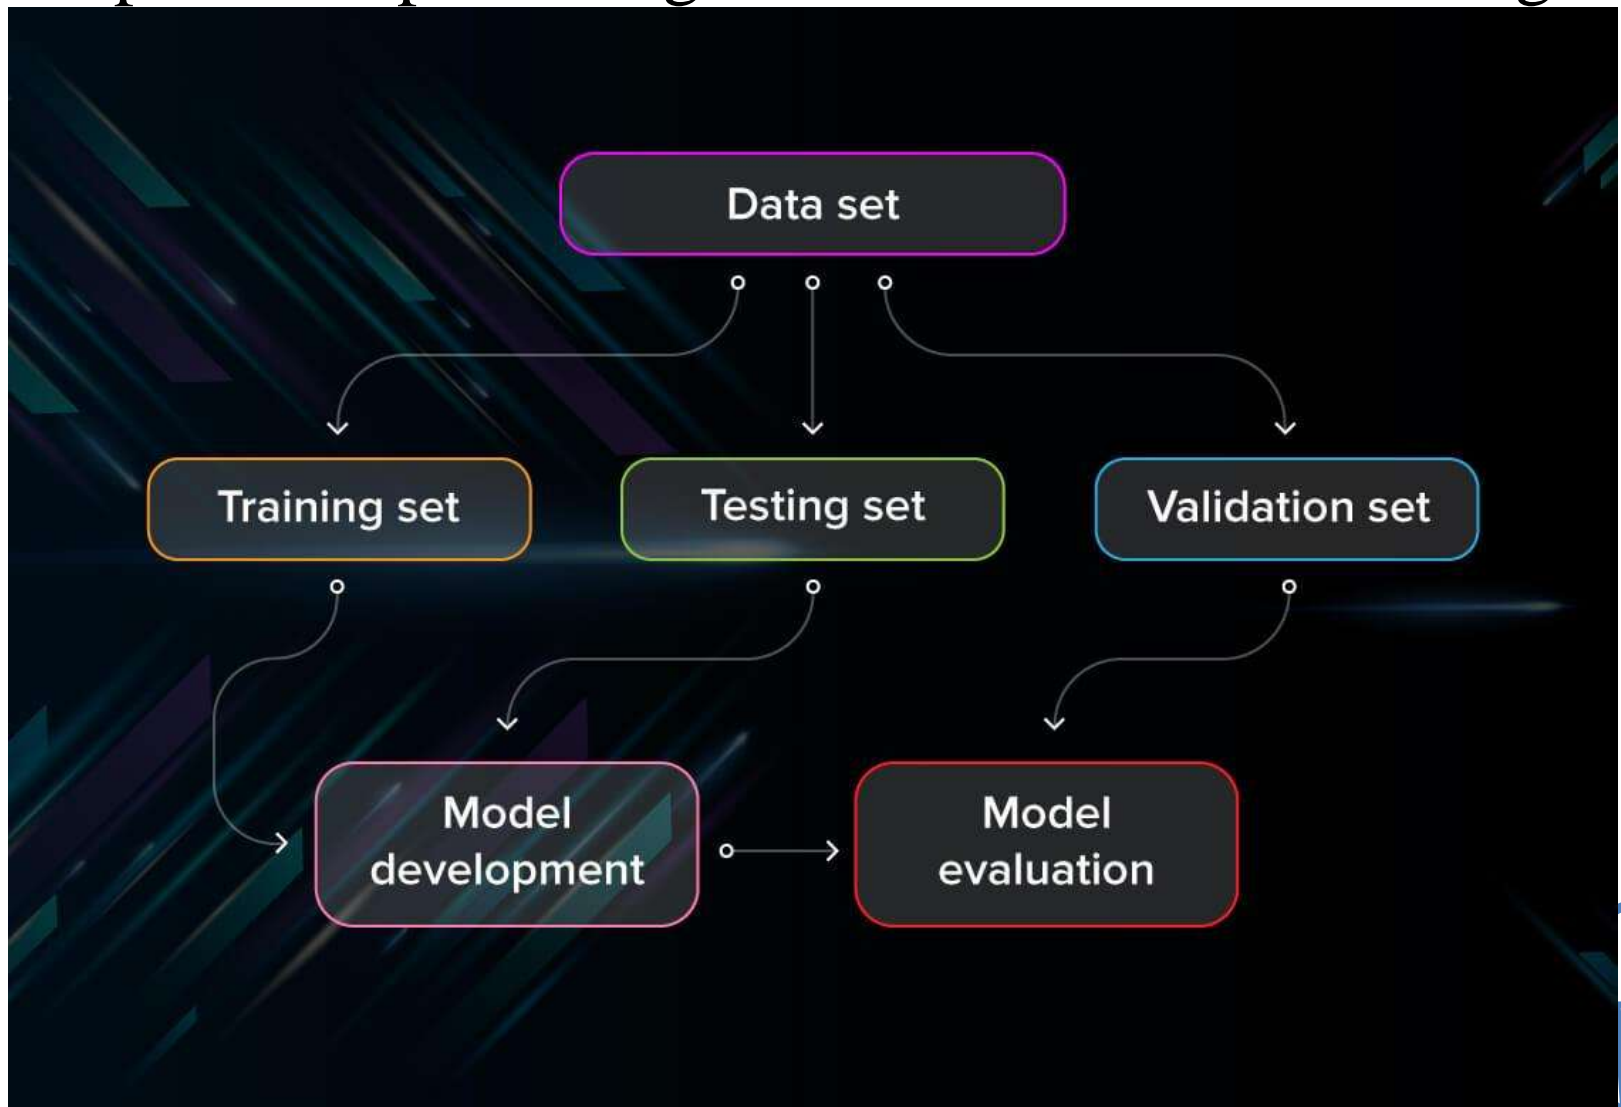 Data set
Training set
Testing set
Validation set
Model
development
Model
evaluation